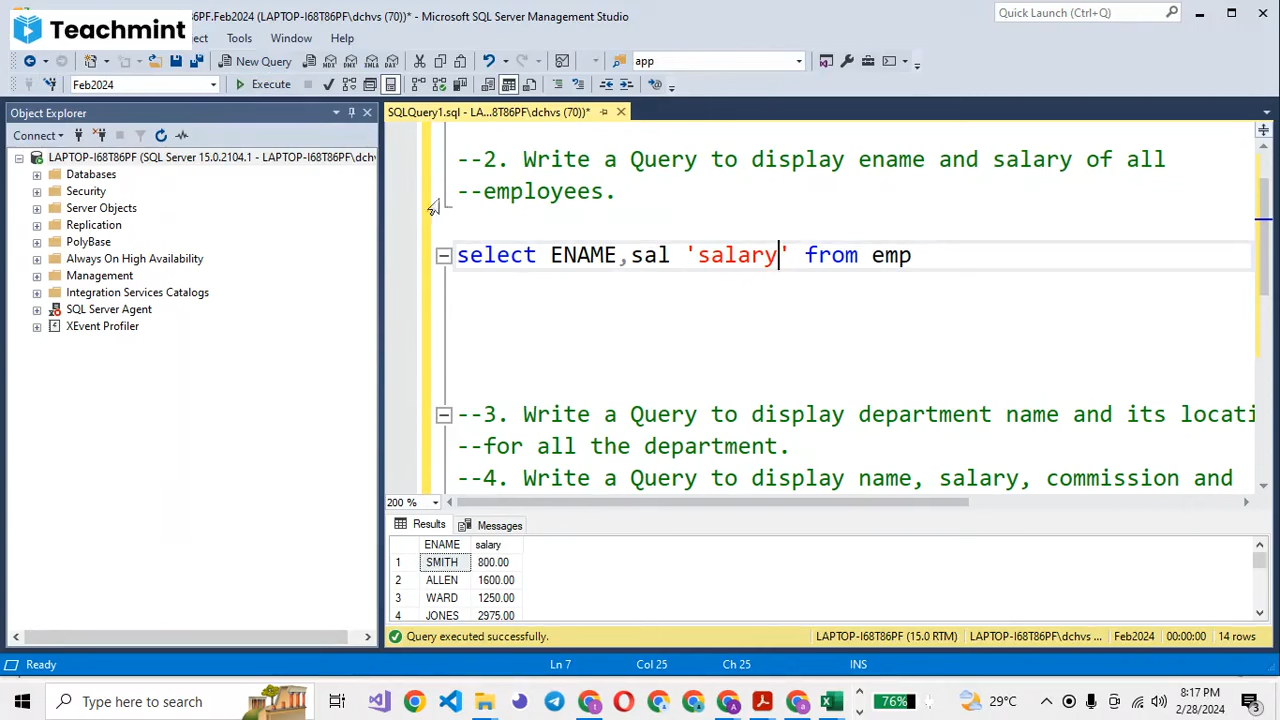 Teachmint
PF.Feb2024 (LAPTOP-I68T86PF\dchvs (70))* - Microsoft SQL Server Management Studio
Quick Launch (Ctrl+Q)
ect Tools Window Help
New Query
app
Feb2024
Execute
Object Explorer
Connect
LAPTOP-I68T86PF (SQL Server 15.0.2104.1 - LAPTOP-I68T86PF\dchv
Databases
Security
Server Objects
Replication
PolyBase
Always On High Availability
Management
Integration Services Catalogs
SQL Server Agent
XEvent Profiler
SQLQuery1.sql - LA...8T86PF\dchvs (70))*
--2. Write a Query to display ename and salary of all
--employees.
select ENAME,sal 'salary' from emp
--3. Write a Query to display department name and its locati
--for all the department.
--4. Write a Query to display name, salary, commission and
200 %
Results Messages
ENAME salary
1 SMITH 800.00
2 ALLEN 1600.00
3 WARD 1250.00
4 JONES 2975.00
Query executed successfully.
LAPTOP-I68T86PF (15.0 RTM) LAPTOP-I68T86PF\dchvs ... Feb2024 00:00:00 14 rows
Ready Ln 7 Col 25 Ch 25 INS
Type here to search
76%
29°C
8:17 PM
2/28/2024
3